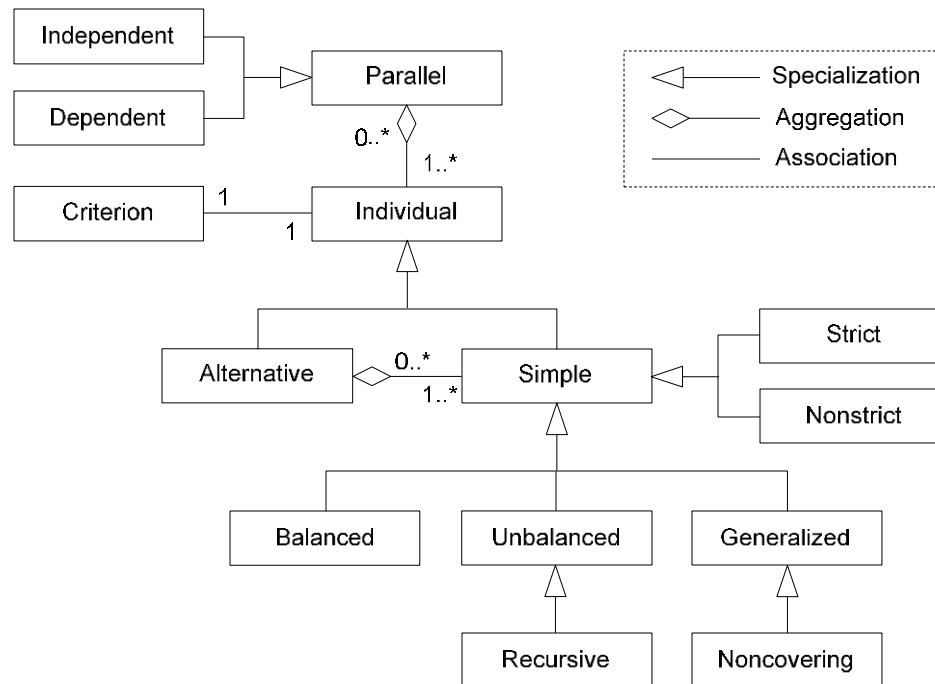 Independent
Parallel
Specialization
Dependent
Aggregation
0..*
1..*
Association
Criterion
1
1
Individual
Strict
Alternative
0..*
1..*
Simple
Nonstrict
Balanced
Unbalanced
Generalized
Recursive
Noncovering